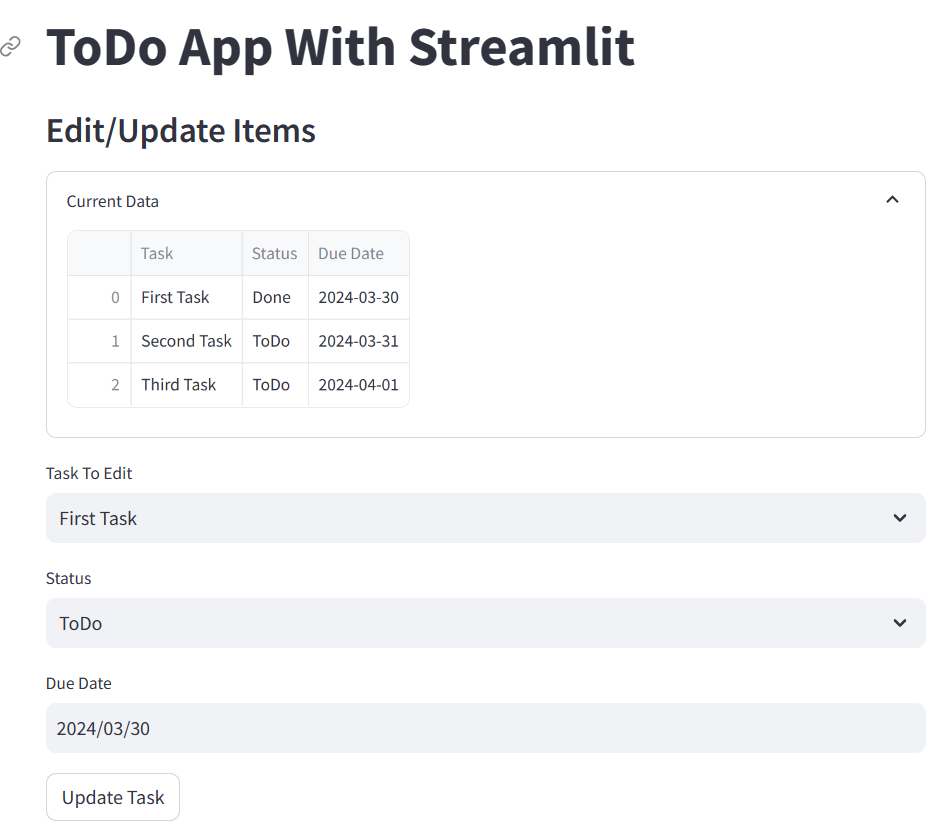 ToDo App With Streamlit
Edit/Update Items
Current Data
Task Status Due Date
0 First Task Done 2024-03-30
1 Second Task ToDo 2024-03-31
2 Third Task ToDo 2024-04-01
Task To Edit
First Task
Status
ToDo
Due Date
2024/03/30
Update Task